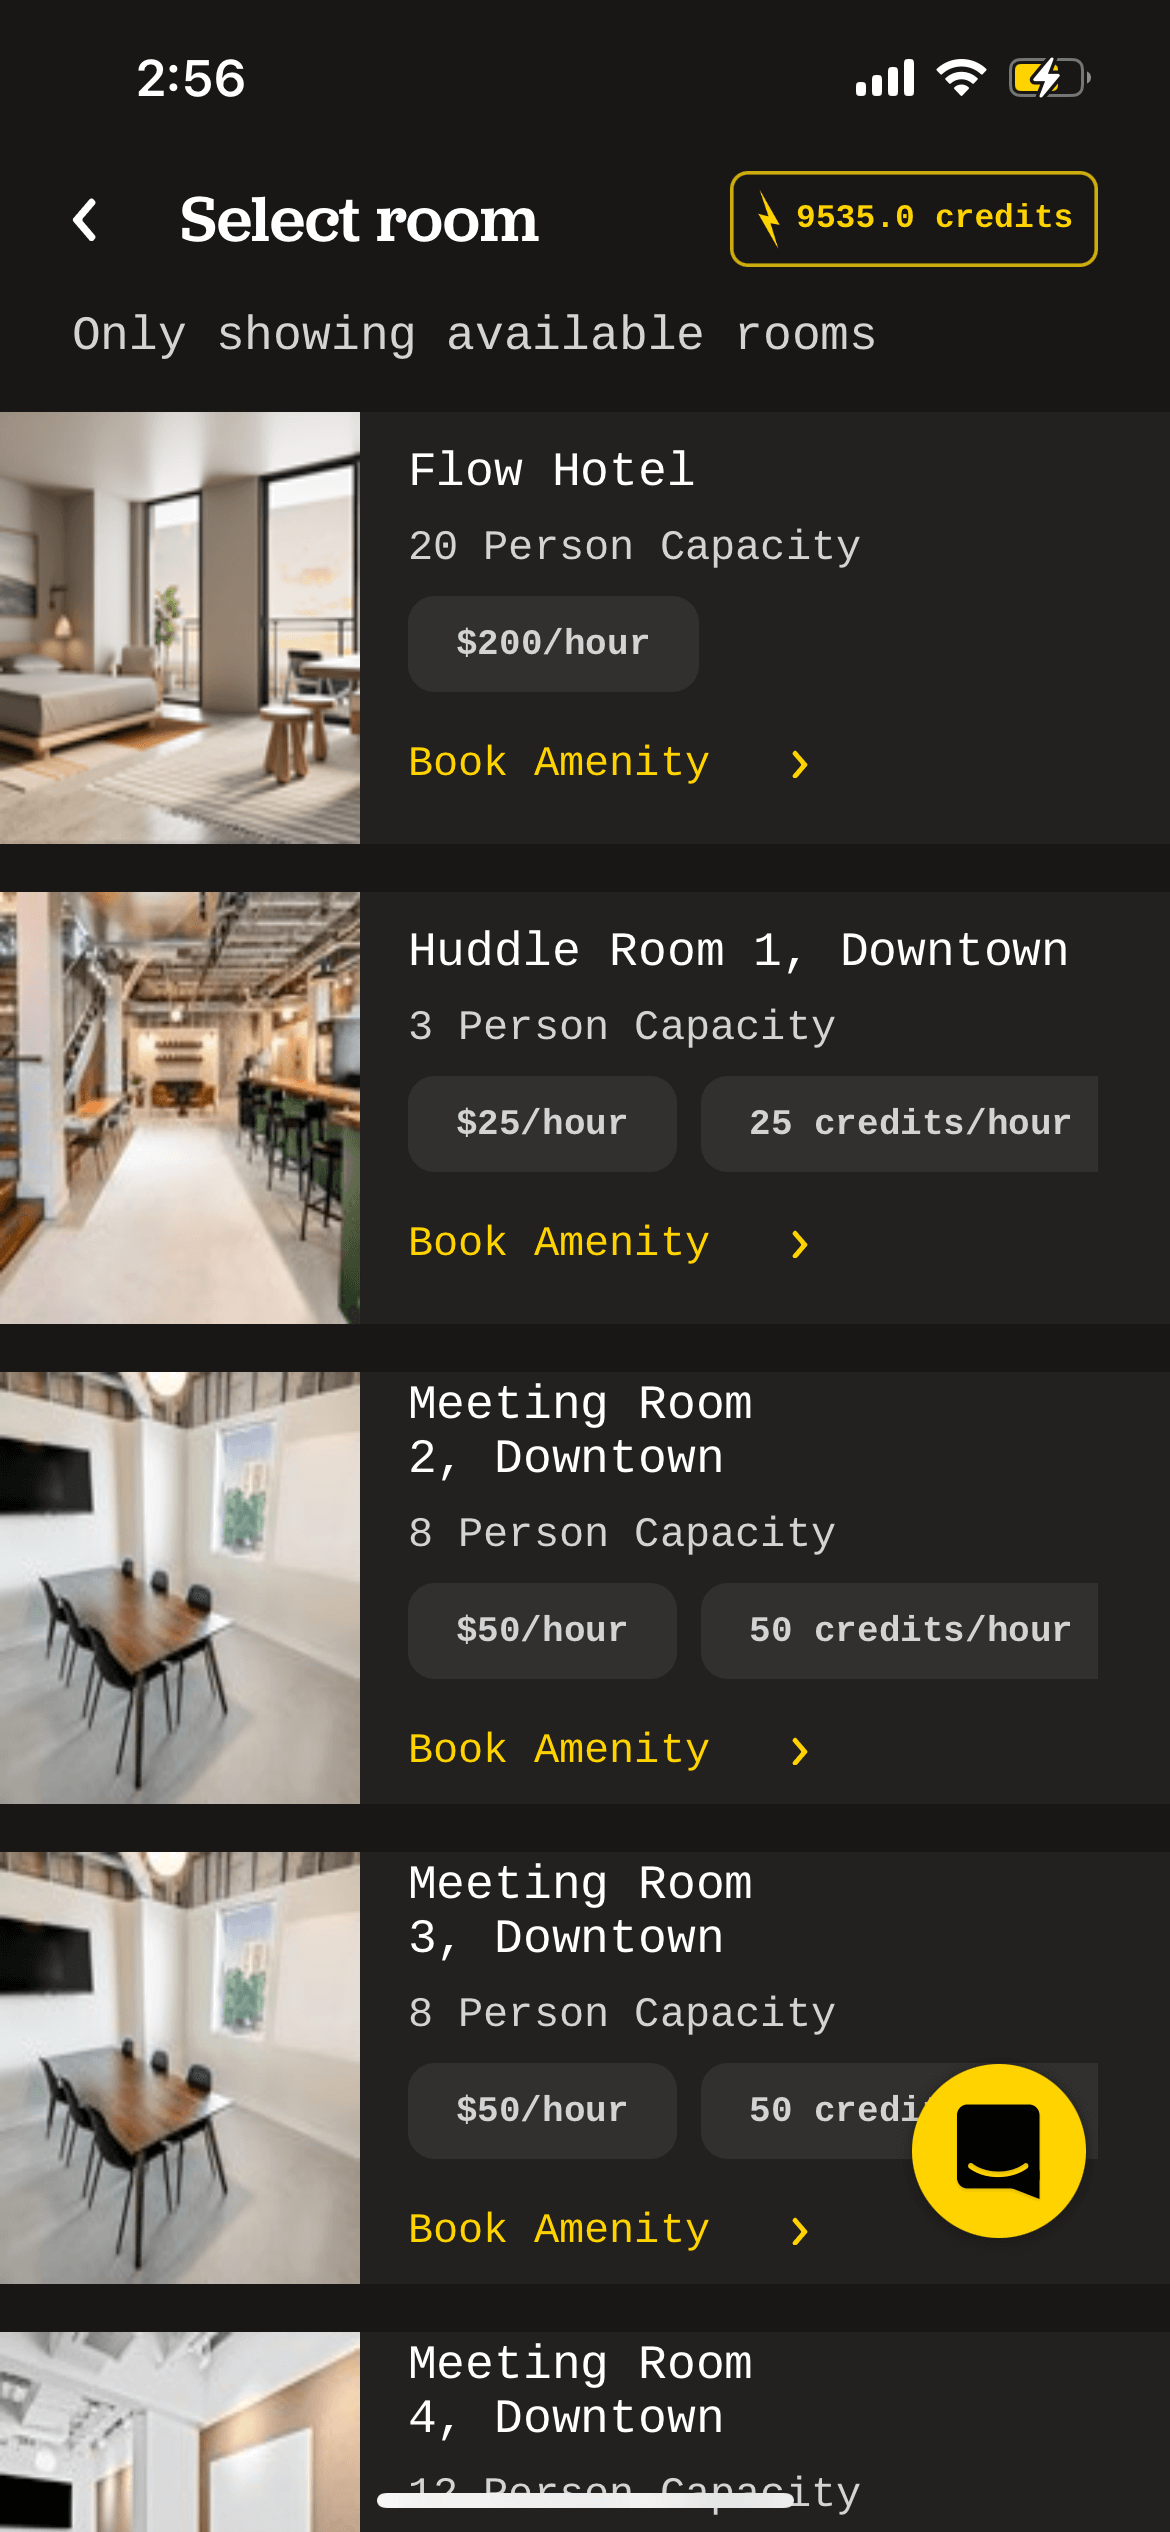 2:56
Select room
9535.0 credits
Only showing available rooms
Flow Hotel
20 Person Capacity
$200/hour
Book Amenity
Huddle Room 1, Downtown
3 Person Capacity
$25/hour
25 credits/hour
Book Amenity
Meeting Room
2, Downtown
8 Person Capacity
$50/hour
50 credits/hour
Book Amenity
Meeting Room
3, Downtown
8 Person Capacity
$50/hour
50 credi
Book Amenity
Meeting Room
4, Downtown
12 Person Capacity